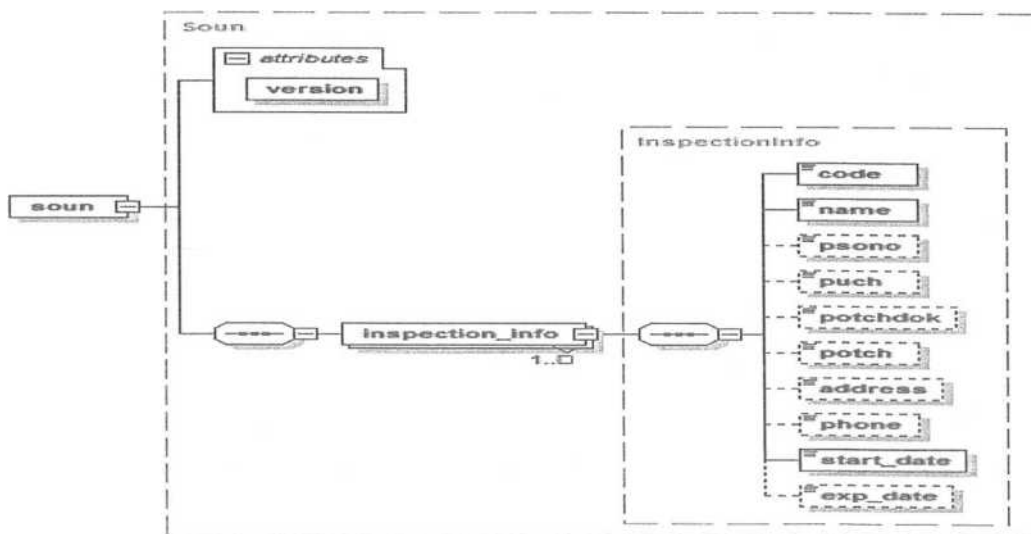 Soun
attributes
version
InspectionInfo
code
soun
name
psono
puch
inspection_info
potchdok
1..
potch
address
phone
start_date
exp_date